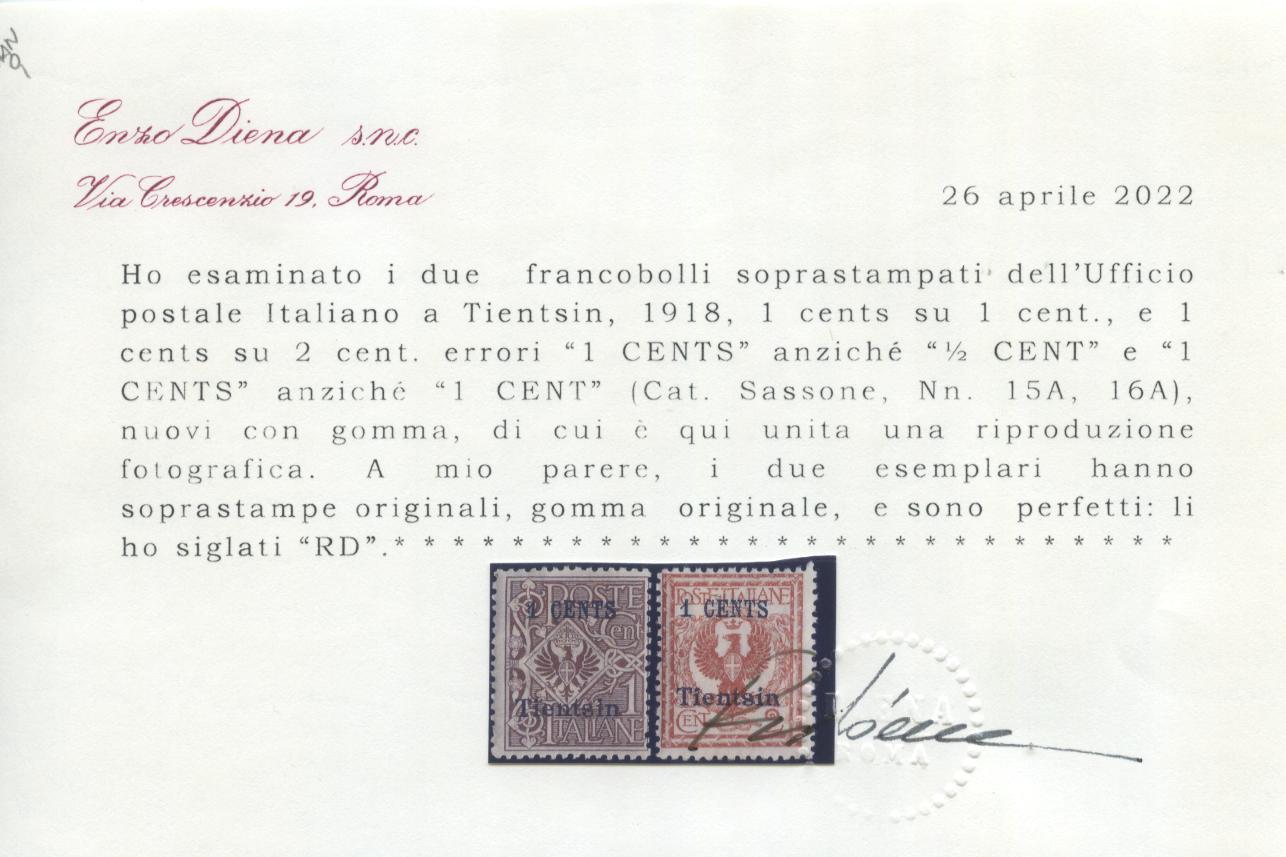 Enzo Diena s.n.c.
Via Crescenzio 19, Roma
26 aprile 2022
Ho esaminato i due francobolli soprastampati dell'Ufficio
postale Italiano a Tientsin, 1918, 1 cents su 1 cent., e 1
cents su 2 cent. errori “1 CENTS” anziché “½ CENT” e “1
CENTS” anziché “1 CENT” (Cat. Sassone, Nn. 15A, 16A),
nuovi con gomma, di cui è qui unita una riproduzione
fotografica. A mio parere, i due esemplari hanno
soprastampe originali, gomma originale, e sono perfetti: li
ho siglati “RD”.* * * * * * * * * * * * * * * * * * * * * * * * * * *
POSTE
1 CENTS
Cent
1
Tientsin
ITALIANE
POSTE ITALIANE
1 CENTS
Tientsin
ROMA